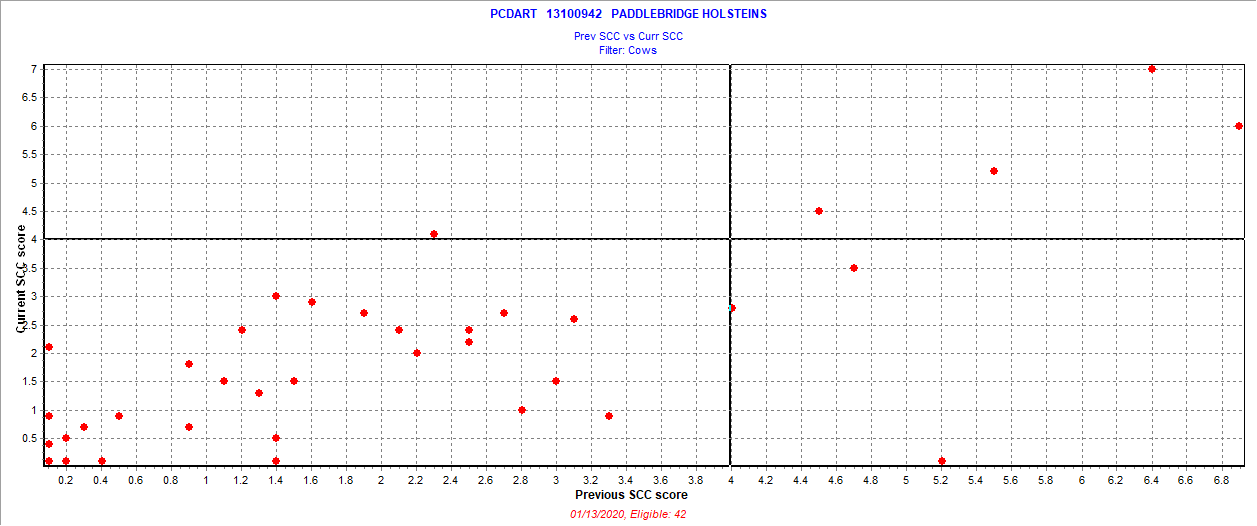 PCDART 13100942 PADDLEBRIDGE HOLSTEINS
Prev SCC vs Curr SCC
Filter: Cows
7
6.5
6
5.5
5
4.5
4
3.5
3
2.5
2
1.5
1
0.5
Current SCC score
0.2 0.4 0.6 0.8 1 1.2 1.4 1.6 1.8 2 2.2 2.4 2.6 2.8 3 3.2 3.4 3.6 3.8 4 4.2 4.4 4.6 4.8 5 5.2 5.4 5.6 5.8 6 6.2 6.4 6.6 6.8
Previous SCC score
01/13/2020, Eligible: 42